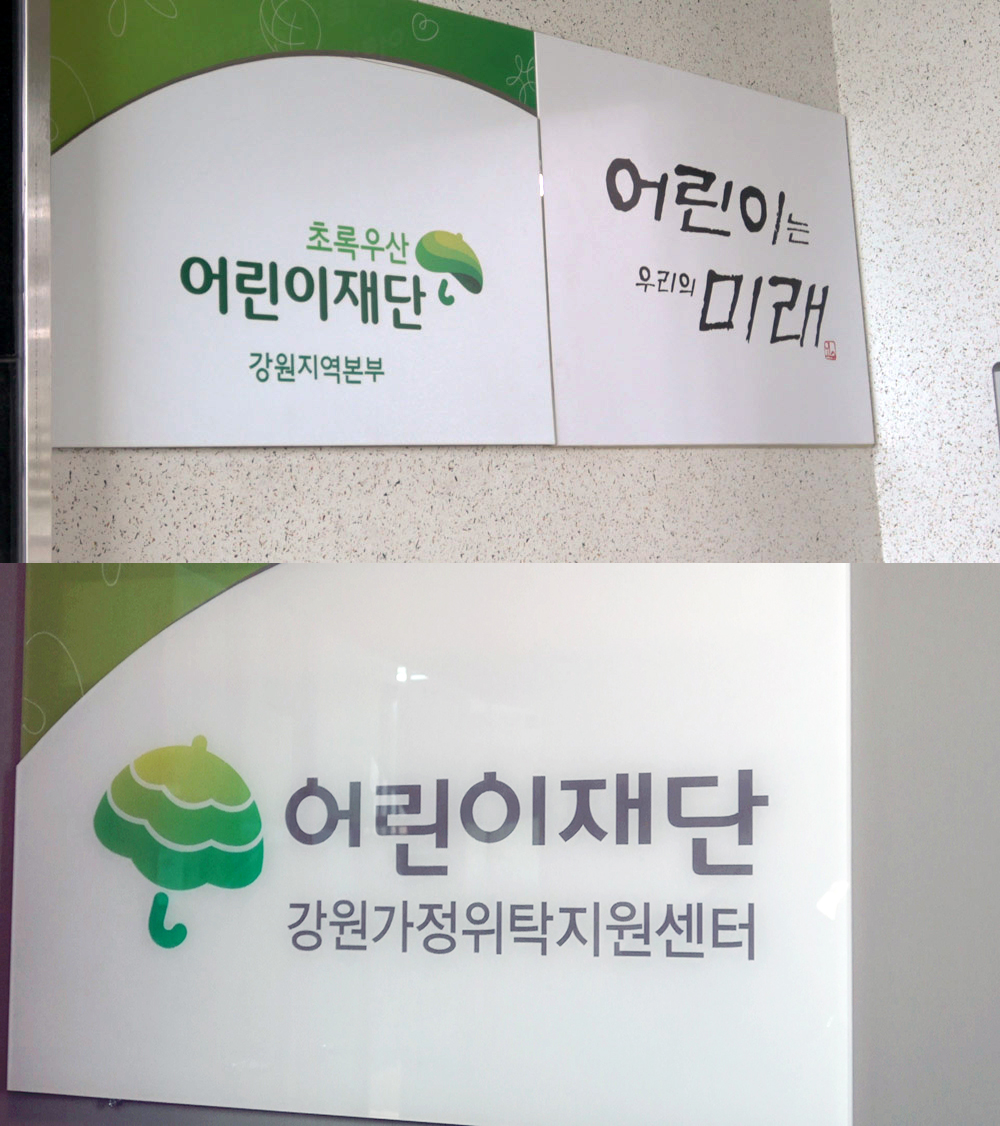 초록우산
어린이재단
강원지역본부
어린이는
우리의 미래
어린이재단
강원가정위탁지원센터